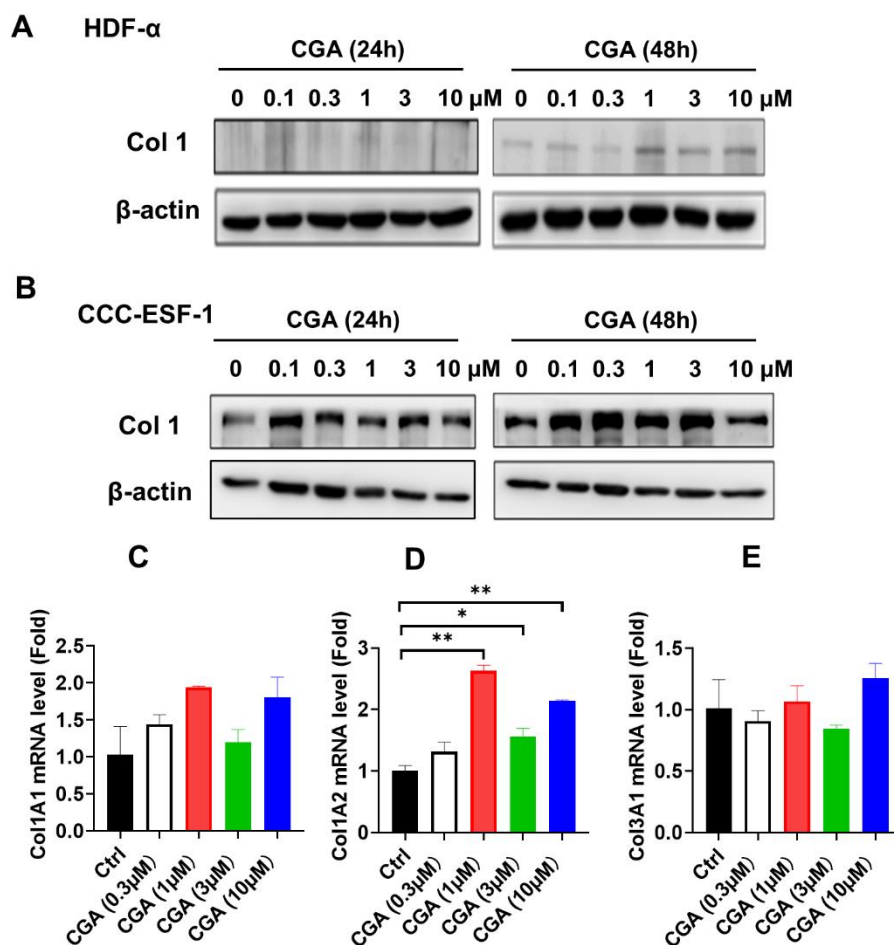 A HDF-α
CGA (24h) CGA (48h)
0 0.1 0.3 1 3 10 μM 0 0.1 0.3 1 3 10 μM
Col 1
β-actin
B CCC-ESF-1
CGA (24h) CGA (48h)
0 0.1 0.3 1 3 10 μM 0 0.1 0.3 1 3 10 μM
Col 1
β-actin
C
Col1A1 mRNA level (Fold)
2.5
2.0
1.5
1.0
0.5
0.0
Ctrl
CGA (0.3μM)
CGA (1μM)
CGA (3μM)
CGA (10μM)
D
Col1A2 mRNA level (Fold)
**
*
**
3
2
1
0
Ctrl
CGA (0.3μM)
CGA (1μM)
CGA (3μM)
CGA (10μM)
E
Col3A1 mRNA level (Fold)
1.5
1.0
0.5
0.0
Ctrl
CGA (0.3μM)
CGA (1μM)
CGA (3μM)
CGA (10μM)